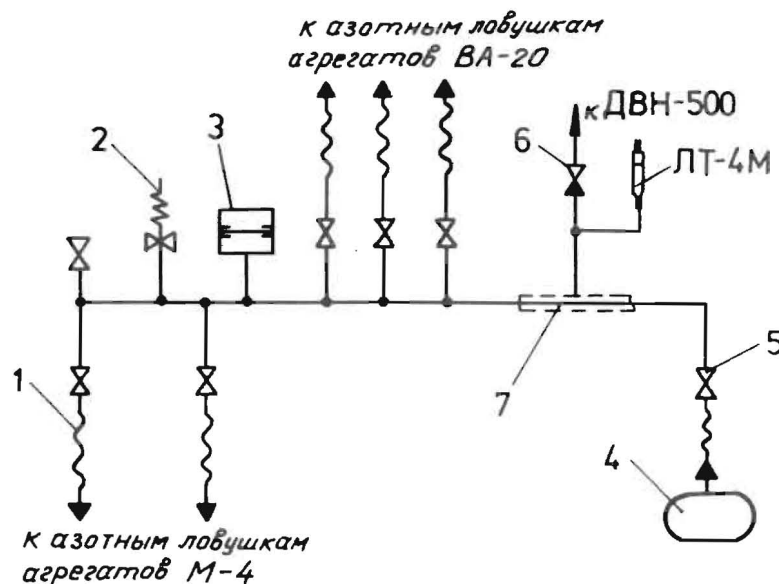 к азотным ловушкам
агрегатов ВА-20
к ДВН-500
ЛТ-4М
6
3
2
5
1
7
4
к азотным ловушкам
агрегатов М-4